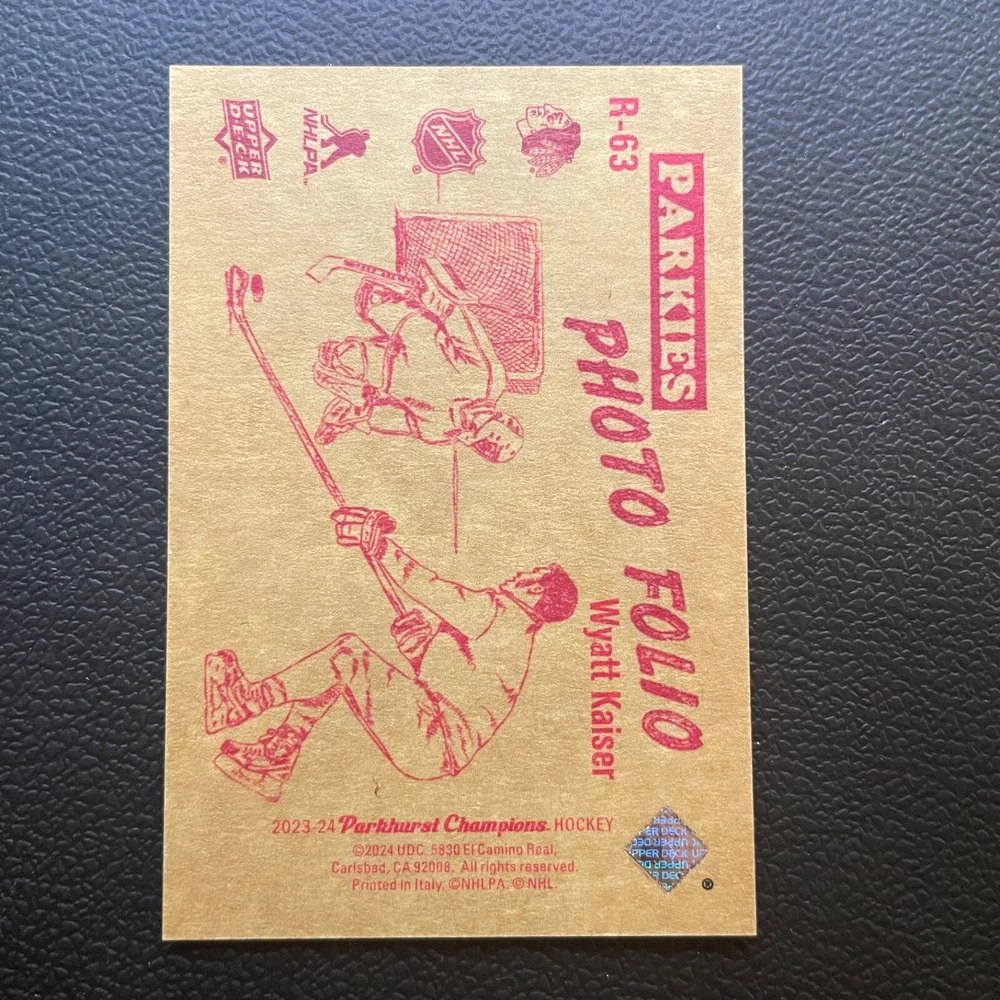 R-63
PARKIES
PHOTO FOLIO
Wyatt Kaiser
NHL
NHLPA
UPPER
DECK
2023-24 Parkhurst Champions HOCKEY
©2024 UDC. 5830 El Camino Real,
Carlsbad, CA 92008. All rights reserved.
Printed in Italy. ©NHLPA. © NHL.
®